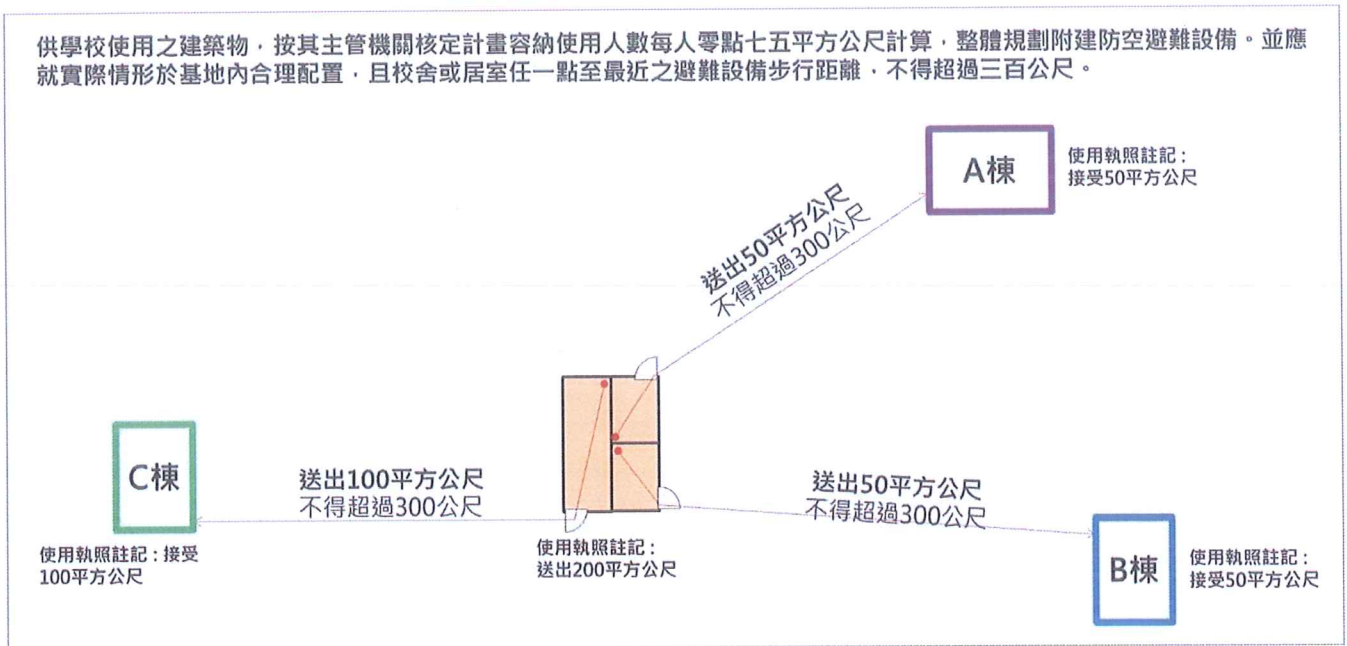 供學校使用之建築物，按其主管機關核定計畫容納使用人數每人零點七五平方公尺計算，整體規劃附建防空避難設備。並應
就實際情形於基地內合理配置，且校舍或居室任一點至最近之避難設備步行距離，不得超過三百公尺。
A棟
使用執照註記：
接受50平方公尺
送出50平方公尺
不得超過300公尺
C棟
送出100平方公尺
不得超過300公尺
使用執照註記：接受
100平方公尺
使用執照註記：
送出200平方公尺
送出50平方公尺
不得超過300公尺
B棟
使用執照註記：
接受50平方公尺